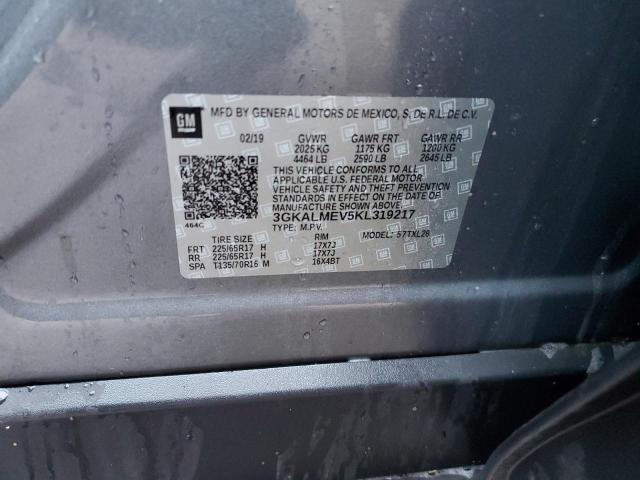 GM
MFD BY GENERAL MOTORS DE MEXICO, S. DE R.L. DE C.V.
02/19 GVWR GAWR FRT GAWR RR
2025 KG 1175 KG 1200 KG
4464 LB 2590 LB 2645 LB
THIS VEHICLE CONFORMS TO ALL
APPLICABLE U.S. FEDERAL MOTOR
VEHICLE SAFETY AND THEFT PREVENTION
STANDARDS IN EFFECT ON THE DATE OF
MANUFACTURE SHOWN ABOVE.
3GKALMEV5KL319217
464C
TYPE: M.P.V. MODEL: 57TXL26
TIRE SIZE RIM
FRT 225/65R17 H 17X7J
RR 225/65R17 H 17X7J
SPA T135/70R16 M 16X4BT